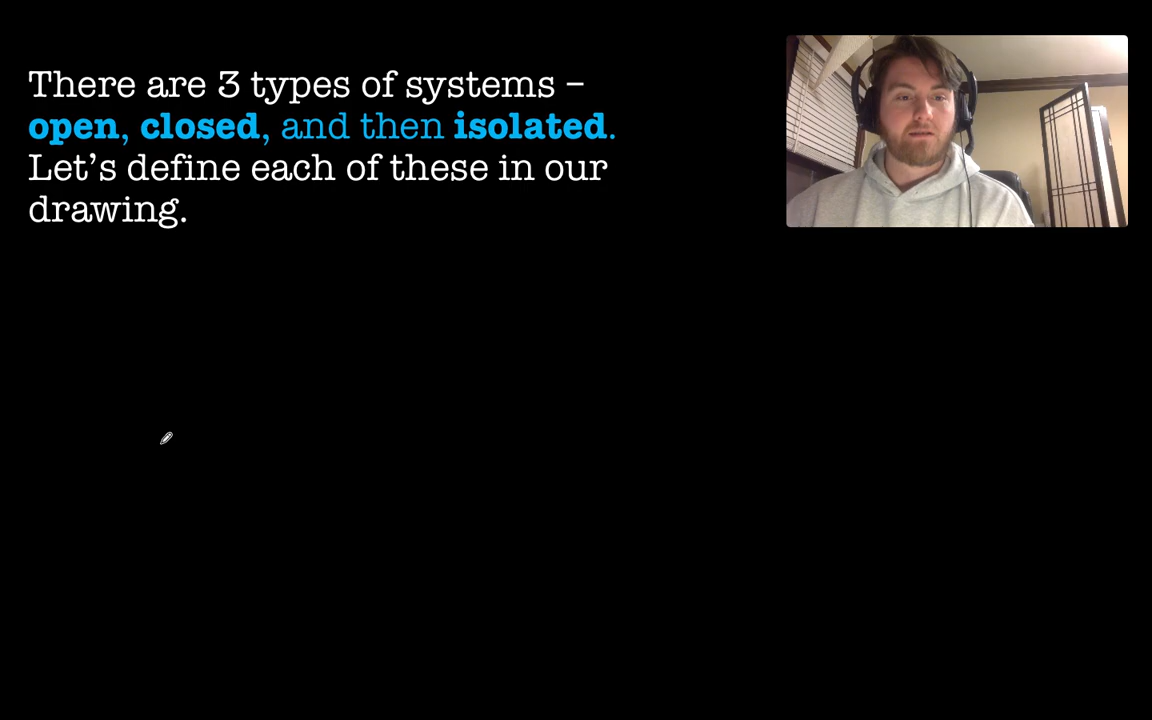 There are 3 types of systems –
open, closed, and then isolated.
Let’s define each of these in our
drawing.